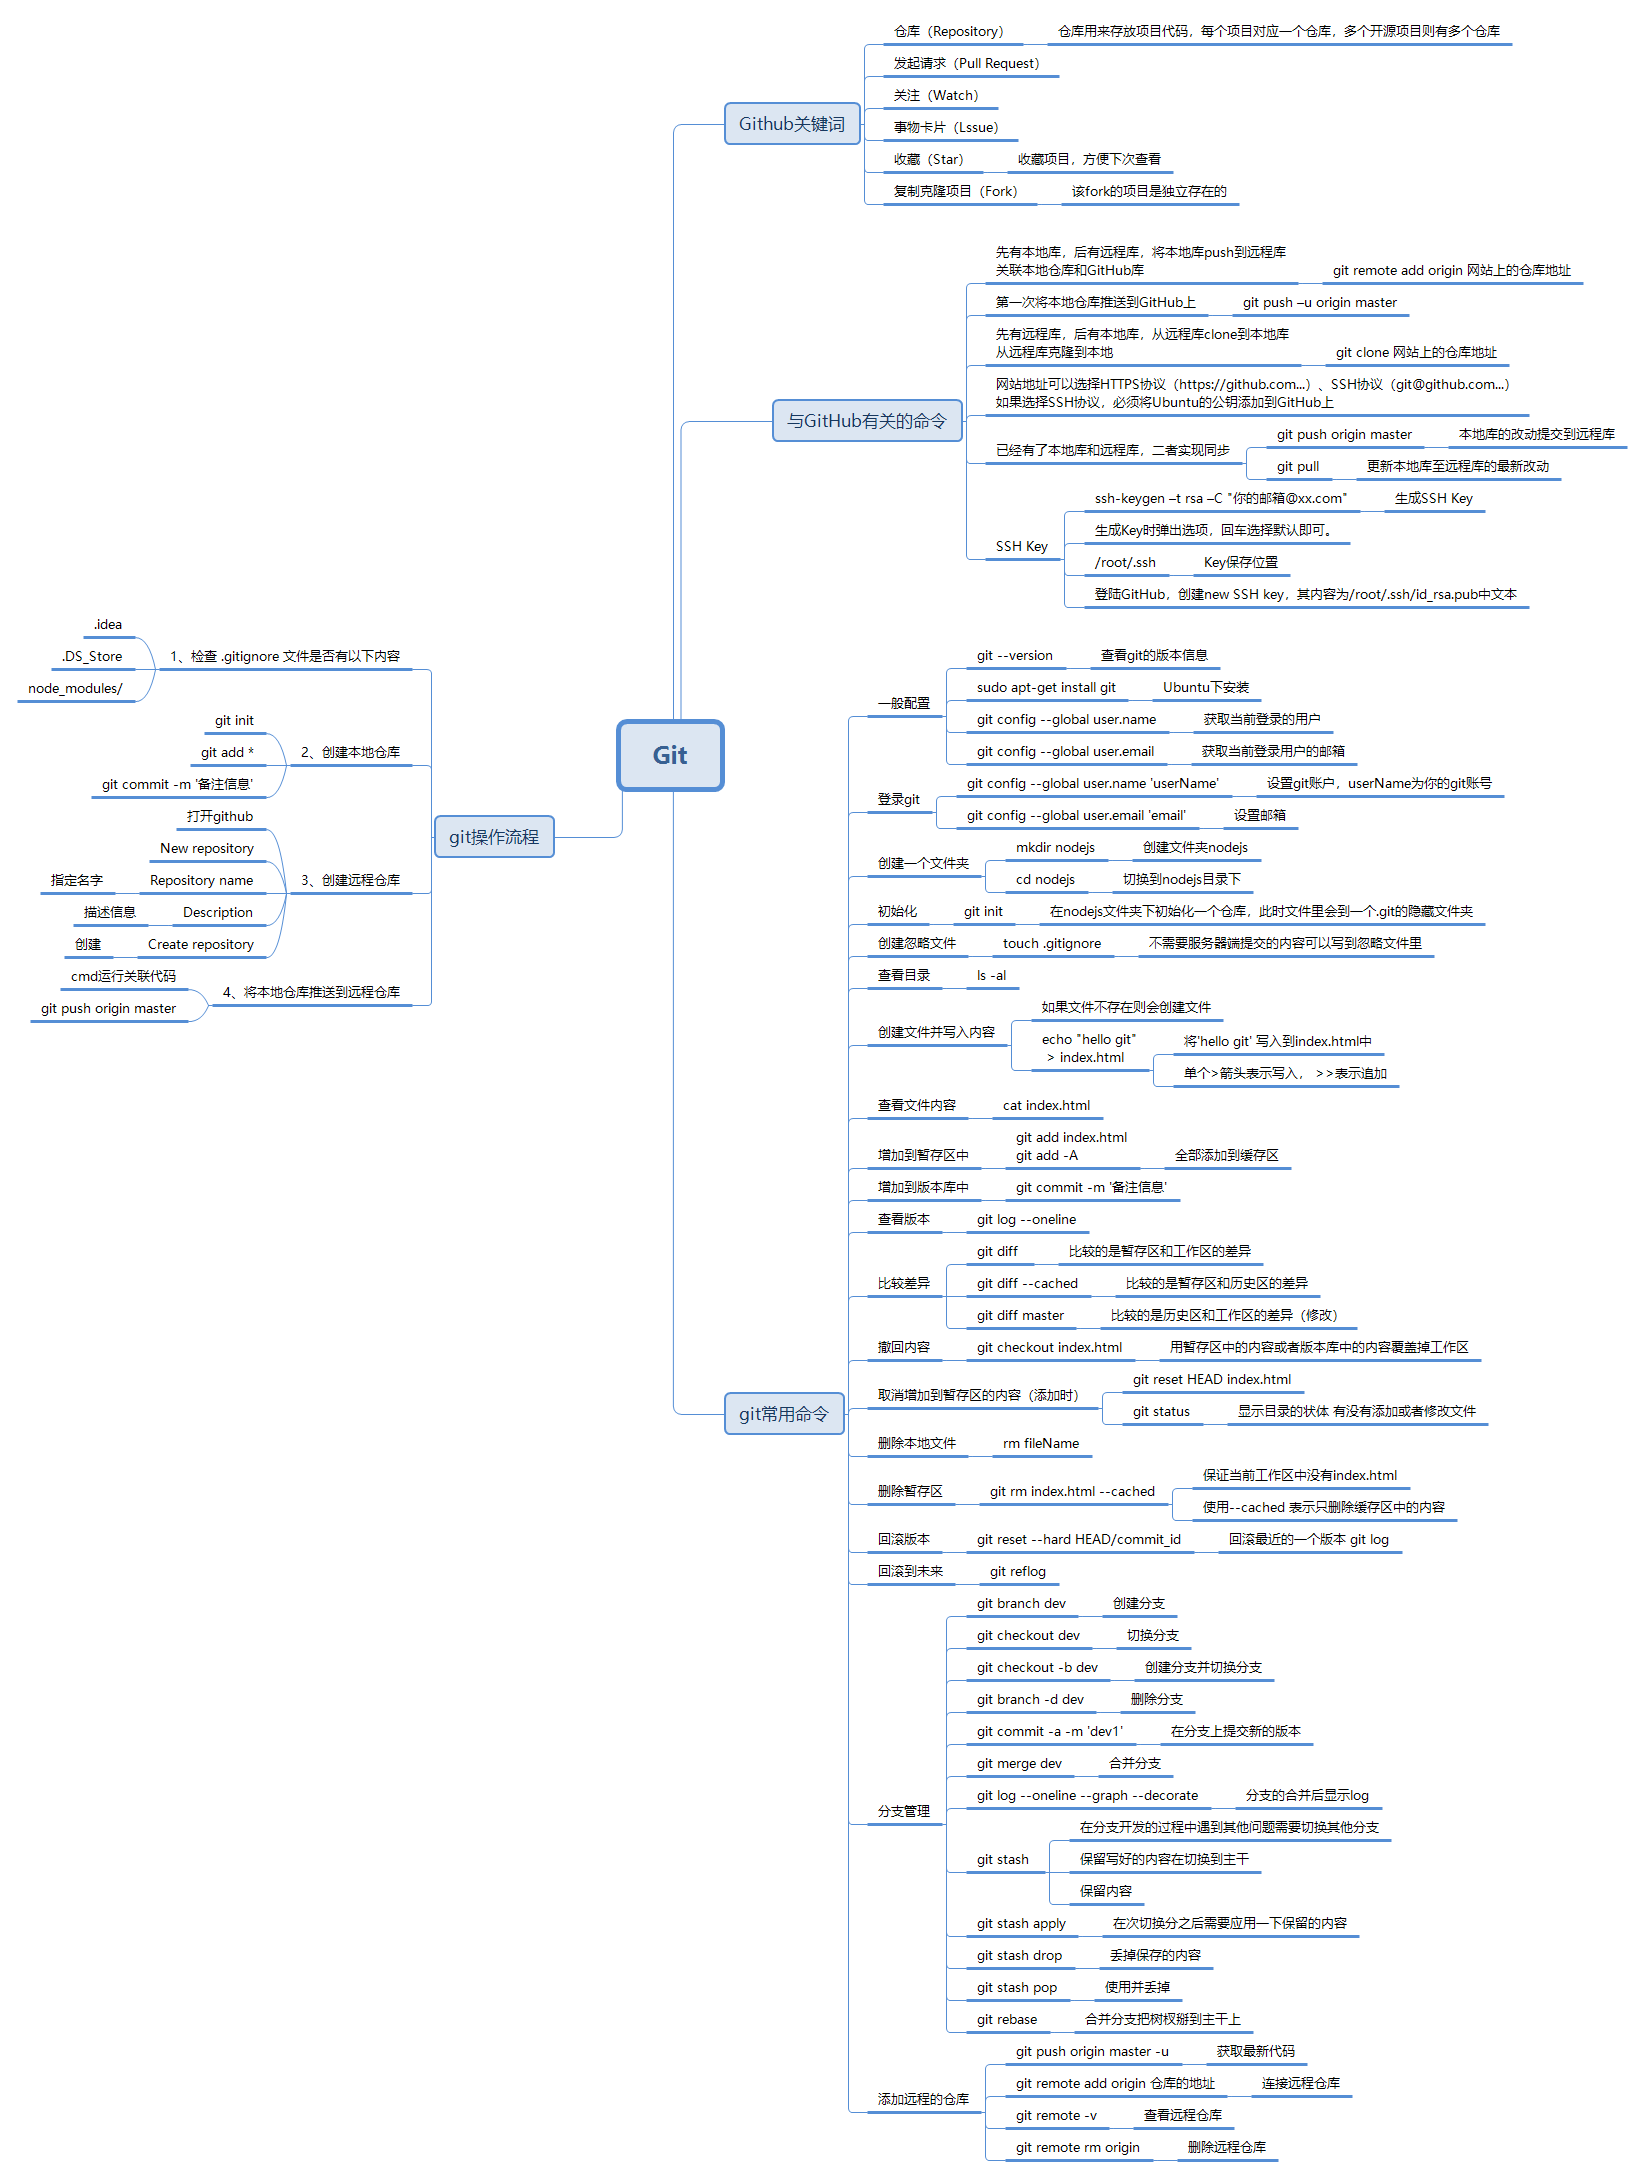 Git
Github关键词
仓库（Repository）
仓库用来存放项目代码，每个项目对应一个仓库，多个开源项目则有多个仓库
发起请求（Pull Request）
关注（Watch）
事物卡片（Lssue）
收藏（Star）
收藏项目，方便下次查看
复制克隆项目（Fork）
该fork的项目是独立存在的
与GitHub有关的命令
先有本地库，后有远程库，将本地库push到远程库
关联本地仓库和GitHub库
git remote add origin 网站上的仓库地址
第一次将本地仓库推送到GitHub上
git push –u origin master
先有远程库，后有本地库，从远程库clone到本地库
从远程库克隆到本地
git clone 网站上的仓库地址
网站地址可以选择HTTPS协议（https://github.com...）、SSH协议（git@github.com...）
如果选择SSH协议，必须将Ubuntu的公钥添加到GitHub上
已经有了本地库和远程库，二者实现同步
git push origin master
本地库的改动提交到远程库
git pull
更新本地库至远程库的最新改动
SSH Key
ssh-keygen –t rsa –C "你的邮箱@xx.com"
生成SSH Key
生成Key时弹出选项，回车选择默认即可。
/root/.ssh
Key保存位置
登陆GitHub，创建new SSH key，其内容为/root/.ssh/id_rsa.pub中文本
git操作流程
1、检查 .gitignore 文件是否有以下内容
.idea
.DS_Store
node_modules/
2、创建本地仓库
git init
git add *
git commit -m '备注信息'
3、创建远程仓库
打开github
New repository
Repository name
指定名字
Description
描述信息
Create repository
创建
4、将本地仓库推送到远程仓库
cmd运行关联代码
git push origin master
git常用命令
一般配置
git --version
查看git的版本信息
sudo apt-get install git
Ubuntu下安装
git config --global user.name
获取当前登录的用户
git config --global user.email
获取当前登录用户的邮箱
登录git
git config --global user.name 'userName'
设置git账户，userName为你的git账号
git config --global user.email 'email'
设置邮箱
创建一个文件夹
mkdir nodejs
创建文件夹nodejs
cd nodejs
切换到nodejs目录下
初始化
git init
在nodejs文件夹下初始化一个仓库，此时文件里会到一个.git的隐藏文件夹
创建忽略文件
touch .gitignore
不需要服务器端提交的内容可以写到忽略文件里
查看目录
ls -al
创建文件并写入内容
如果文件不存在则会创建文件
echo "hello git"
> index.html
将'hello git' 写入到index.html中
单个>箭头表示写入， >>表示追加
查看文件内容
cat index.html
增加到暂存区中
git add index.html
git add -A
全部添加到缓存区
增加到版本库中
git commit -m '备注信息'
查看版本
git log --oneline
比较差异
git diff
比较的是暂存区和工作区的差异
git diff --cached
比较的是暂存区和历史区的差异
git diff master
比较的是历史区和工作区的差异（修改）
撤回内容
git checkout index.html
用暂存区中的内容或者版本库中的内容覆盖掉工作区
取消增加到暂存区的内容（添加时）
git reset HEAD index.html
git status
显示目录的状体 有没有添加或者修改文件
删除本地文件
rm fileName
删除暂存区
git rm index.html --cached
保证当前工作区中没有index.html
使用--cached 表示只删除缓存区中的内容
回滚版本
git reset --hard HEAD/commit_id
回滚最近的一个版本 git log
回滚到未来
git reflog
分支管理
git branch dev
创建分支
git checkout dev
切换分支
git checkout -b dev
创建分支并切换分支
git branch -d dev
删除分支
git commit -a -m 'dev1'
在分支上提交新的版本
git merge dev
合并分支
git log --oneline --graph --decorate
分支的合并后显示log
git stash
在分支开发的过程中遇到其他问题需要切换其他分支
保留写好的内容在切换到主干
保留内容
git stash apply
在次切换分之后需要应用一下保留的内容
git stash drop
丢掉保存的内容
git stash pop
使用并丢掉
git rebase
合并分支把树杈掰到主干上
添加远程的仓库
git push origin master -u
获取最新代码
git remote add origin 仓库的地址
连接远程仓库
git remote -v
查看远程仓库
git remote rm origin
删除远程仓库